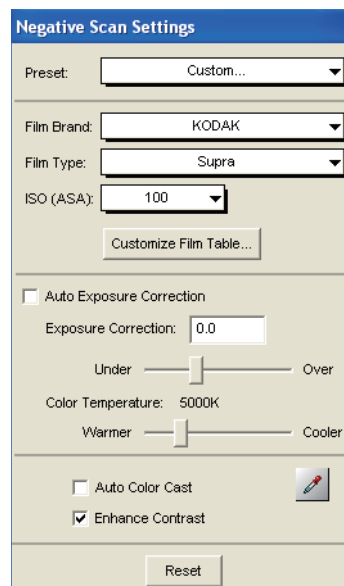 Negative Scan Settings
Preset: Custom...
Film Brand: KODAK
Film Type: Supra
ISO (ASA): 100
Customize Film Table...
Auto Exposure Correction
Exposure Correction: 0.0
Under Over
Color Temperature: 5000K
Warmer Cooler
Auto Color Cast
Enhance Contrast
Reset